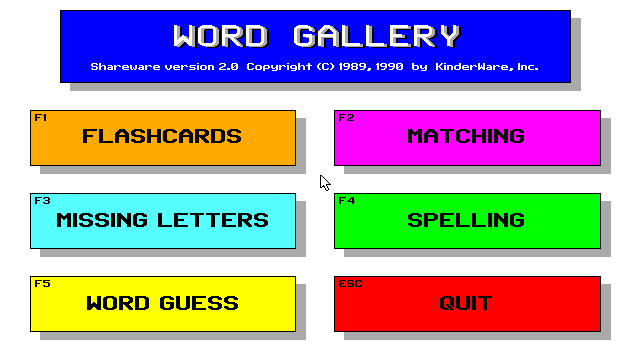 WORD GALLERY
Shareware version 2.0 Copyright (C) 1989, 1990 by KinderWare, Inc.
F1
FLASHCARDS
F2
MATCHING
F3
MISSING LETTERS
F4
SPELLING
F5
WORD GUESS
ESC
QUIT